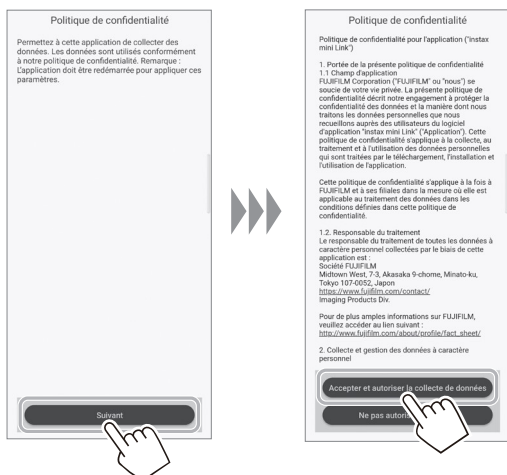 Politique de confidentialité
Permettez à cette application de collecter des
données. Les données sont utilisés conformément
à notre politique de confidentialité. Remarque :
L'application doit être redémarrée pour appliquer ces
paramètres.
Suivant
Politique de confidentialité
Politique de confidentialité pour l'application ("instax
mini Link")
1. Portée de la présente politique de confidentialité
1.1 Champ d'application
FUJIFILM Corporation ("FUJIFILM" ou "nous") se
soucie de votre vie privée. La présente politique de
confidentialité décrit notre engagement à protéger la
confidentialité des données et la manière dont nous
traitons les données personnelles que nous
recueillons auprès des utilisateurs du logiciel
d'application "instax mini Link" ("Application"). Cette
politique de confidentialité s'applique à la collecte, au
traitement et à l'utilisation des données personnelles
qui sont traitées par le téléchargement, l'installation et
l'utilisation de l'application.
Cette politique de confidentialité s'applique à la fois à
FUJIFILM et à ses filiales dans la mesure où elle est
applicable au traitement des données dans les
conditions définies dans cette politique de
confidentialité.
1.2. Responsable du traitement
Le responsable du traitement de toutes les données à
caractère personnel collectées par le biais de cette
application est :
Société FUJIFILM
Midtown West, 7-3, Akasaka 9-chome, Minato-ku,
Tokyo 107-0052, Japon
https://www.fujifilm.com/contact/
Imaging Products Div.
Pour de plus amples informations sur FUJIFILM,
veuillez accéder au lien suivant :
http://www.fujifilm.com/about/profile/fact_sheet/
2. Collecte et gestion des données à caractère
personnel
Accepter et autoriser la collecte de données
Ne pas autoris